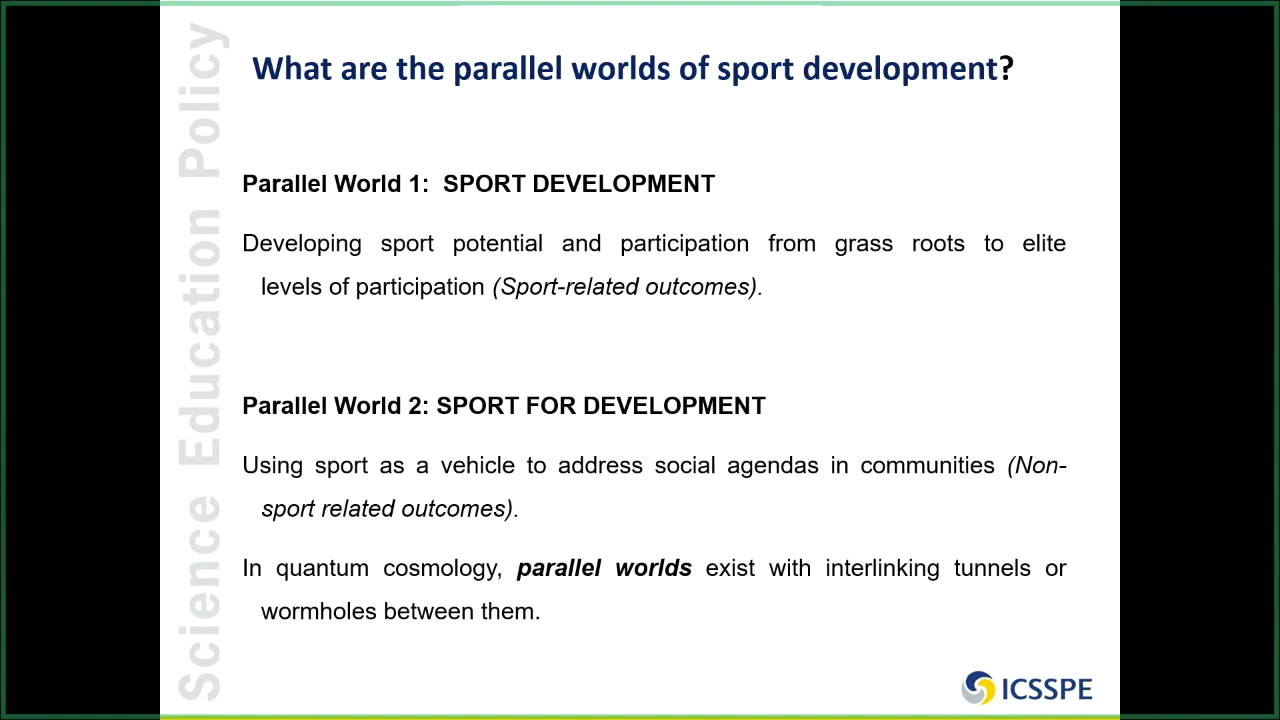 What are the parallel worlds of sport development?
Parallel World 1: SPORT DEVELOPMENT
Developing sport potential and participation from grass roots to elite
levels of participation (Sport-related outcomes).
Parallel World 2: SPORT FOR DEVELOPMENT
Using sport as a vehicle to address social agendas in communities (Non-
sport related outcomes).
In quantum cosmology, parallel worlds exist with interlinking tunnels or
wormholes between them.
Science Education Policy
ICSSPE